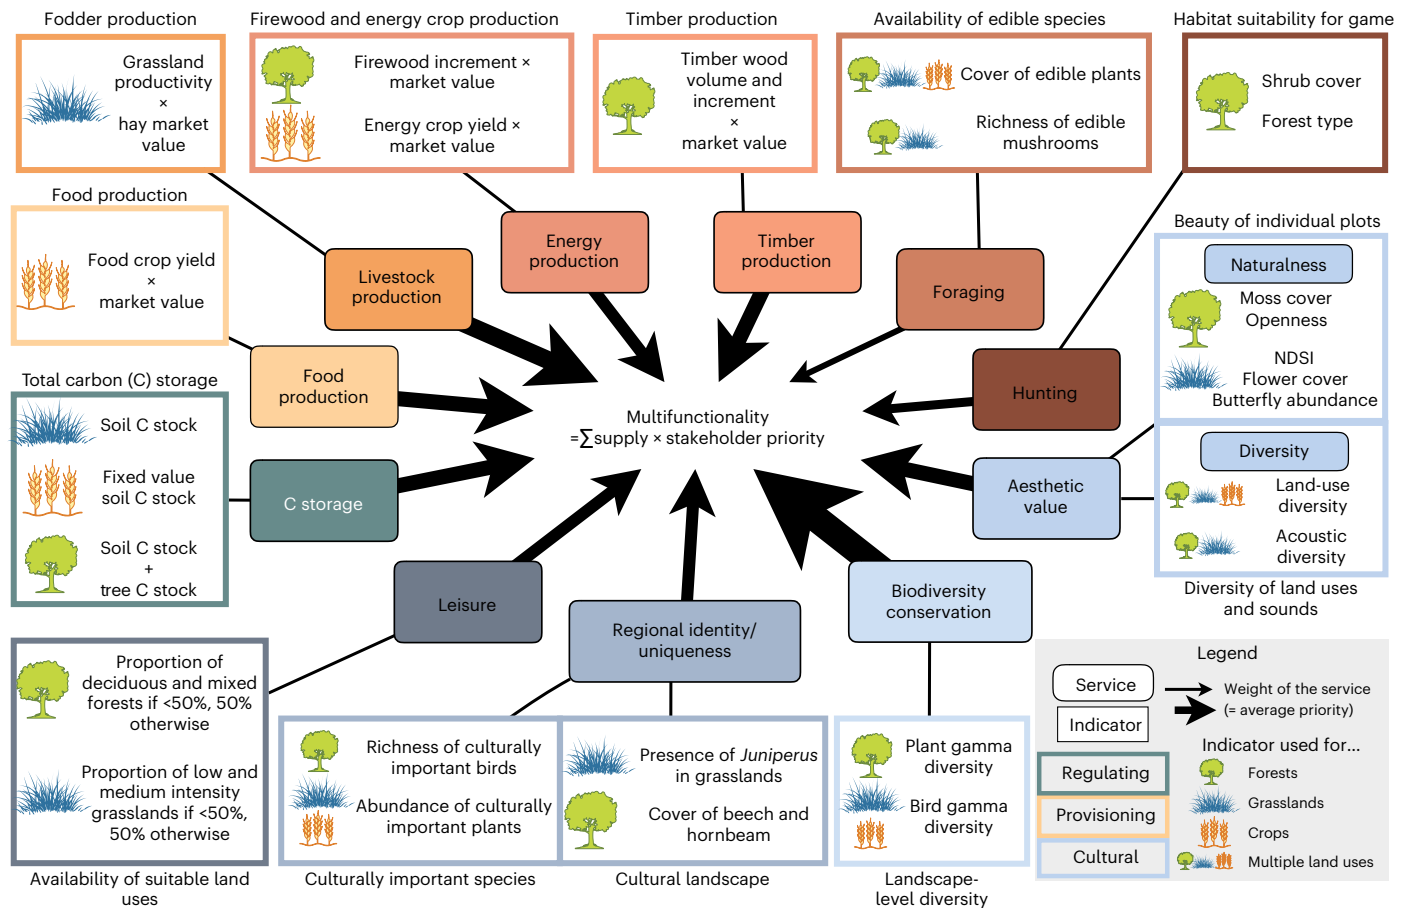 Fodder production
Grassland
productivity
×
hay market
value
Firewood and energy crop production
Firewood increment ×
market value
Energy crop yield ×
market value
Timber production
Timber wood
volume and
increment
×
market value
Availability of edible species
Cover of edible plants
Richness of edible
mushrooms
Habitat suitability for game
Shrub cover
Forest type
Food production
Food crop yield
×
market value
Livestock
production
Energy
production
Timber
production
Foraging
Hunting
Beauty of individual plots
Naturalness
Moss cover
Openness
NDSI
Flower cover
Butterfly abundance
Diversity
Land-use
diversity
Acoustic
diversity
Diversity of land uses
and sounds
Food
production
Multifunctionality
=∑supply × stakeholder priority
Total carbon (C) storage
Soil C stock
Fixed value
soil C stock
Soil C stock
+
tree C stock
C storage
Aesthetic
value
Leisure
Regional identity/
uniqueness
Biodiversity
conservation
Proportion of
deciduous and mixed
forests if <50%, 50%
otherwise
Proportion of low and
medium intensity
grasslands if <50%,
50% otherwise
Availability of suitable land
uses
Richness of culturally
important birds
Abundance of culturally
important plants
Culturally important species
Presence of Juniperus
in grasslands
Cover of beech and
hornbeam
Cultural landscape
Plant gamma
diversity
Bird gamma
diversity
Landscape-
level diversity
Legend
Service
Indicator
Weight of the service
(= average priority)
Regulating
Provisioning
Cultural
Indicator used for...
Forests
Grasslands
Crops
Multiple land uses